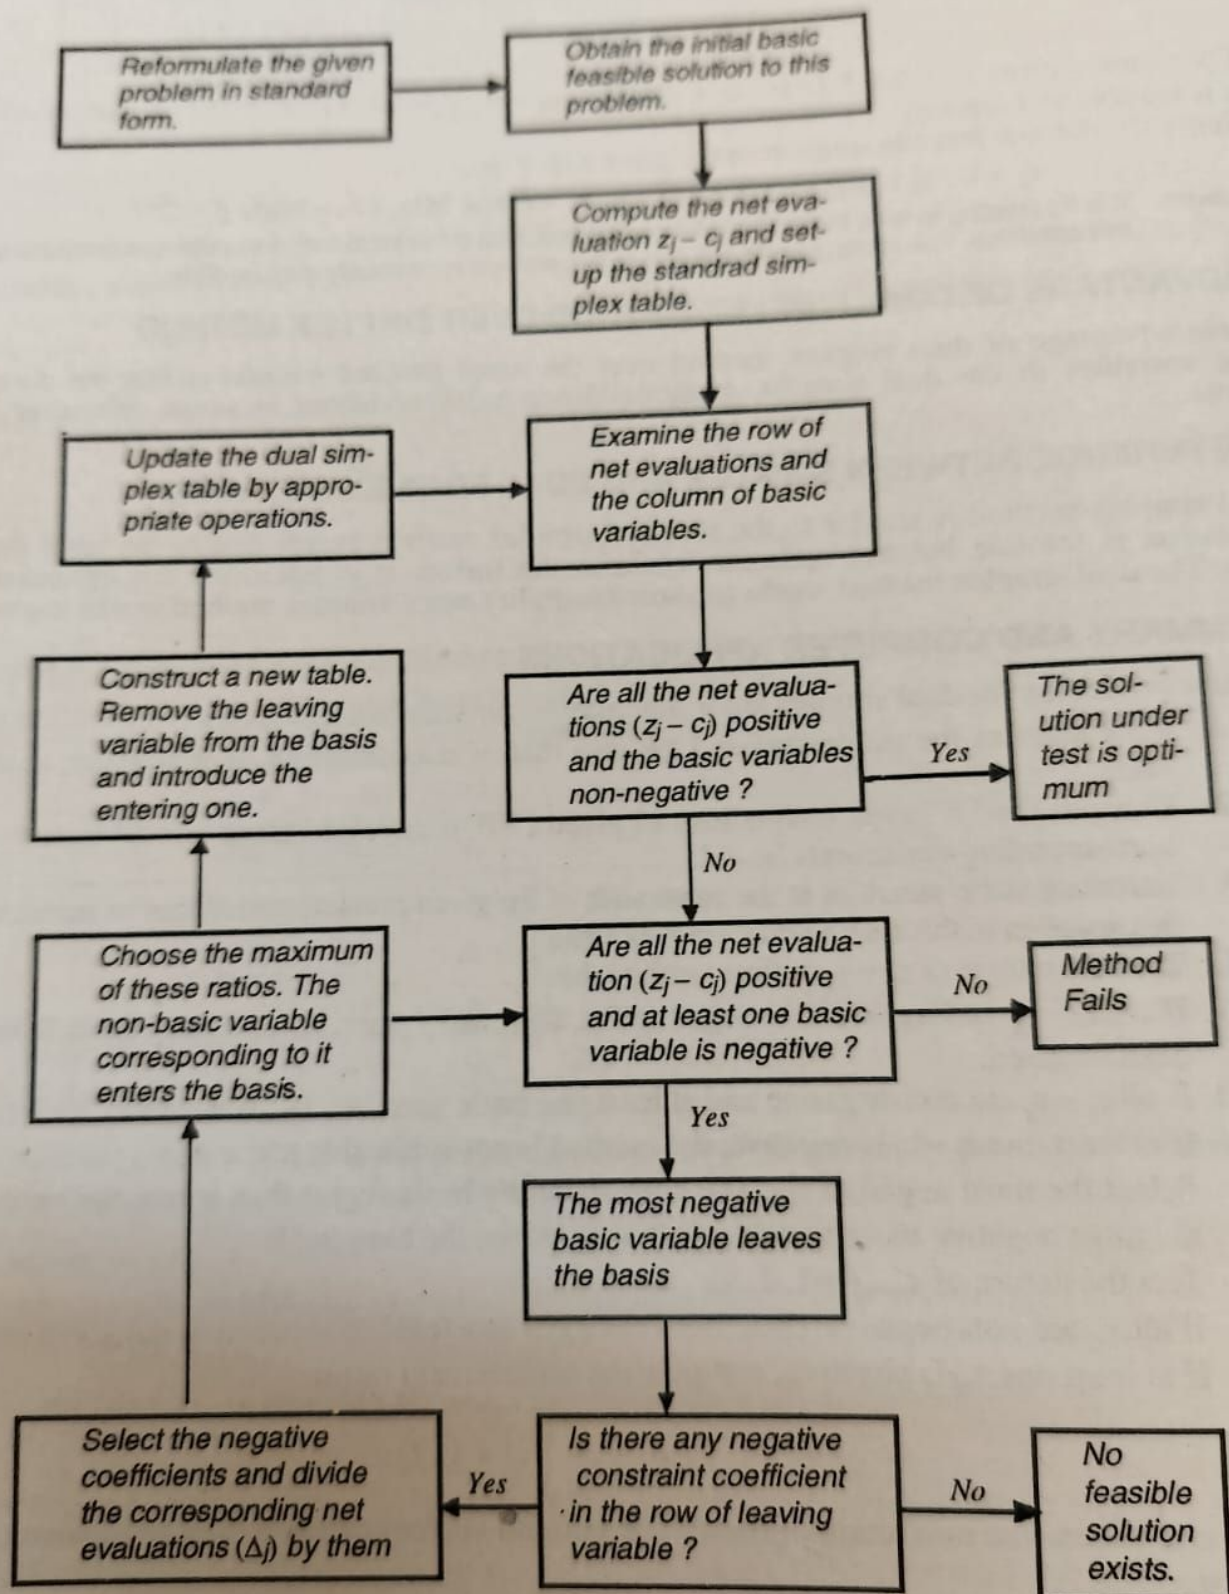 Reformulate the given
problem in standard
form.
Obtain the initial basic
feasible solution to this
problem.
Compute the net eva-
luation zj – cj and set-
up the standrad sim-
plex table.
Update the dual sim-
plex table by appro-
priate operations.
Examine the row of
net evaluations and
the column of basic
variables.
Construct a new table.
Remove the leaving
variable from the basis
and introduce the
entering one.
Are all the net evalua-
tions (zj – cj) positive
and the basic variables
non-negative ?
Yes
The sol-
ution under
test is opti-
mum
No
Choose the maximum
of these ratios. The
non-basic variable
corresponding to it
enters the basis.
Are all the net evalua-
tion (zj – cj) positive
and at least one basic
variable is negative ?
No
Method
Fails
Yes
The most negative
basic variable leaves
the basis
Select the negative
coefficients and divide
the corresponding net
evaluations (Δj) by them
Yes
Is there any negative
constraint coefficient
in the row of leaving
variable ?
No
No
feasible
solution
exists.